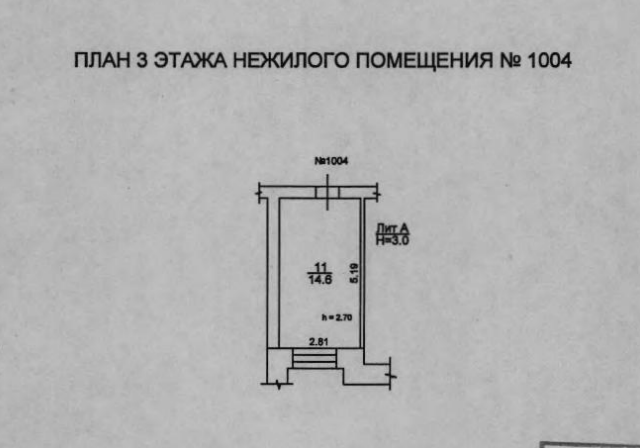 ПЛАН 3 ЭТАЖА НЕЖИЛОГО ПОМЕЩЕНИЯ № 1004
№1004
Лит А
Н=3.0
11
14.6
5.19
h = 2.70
2.81